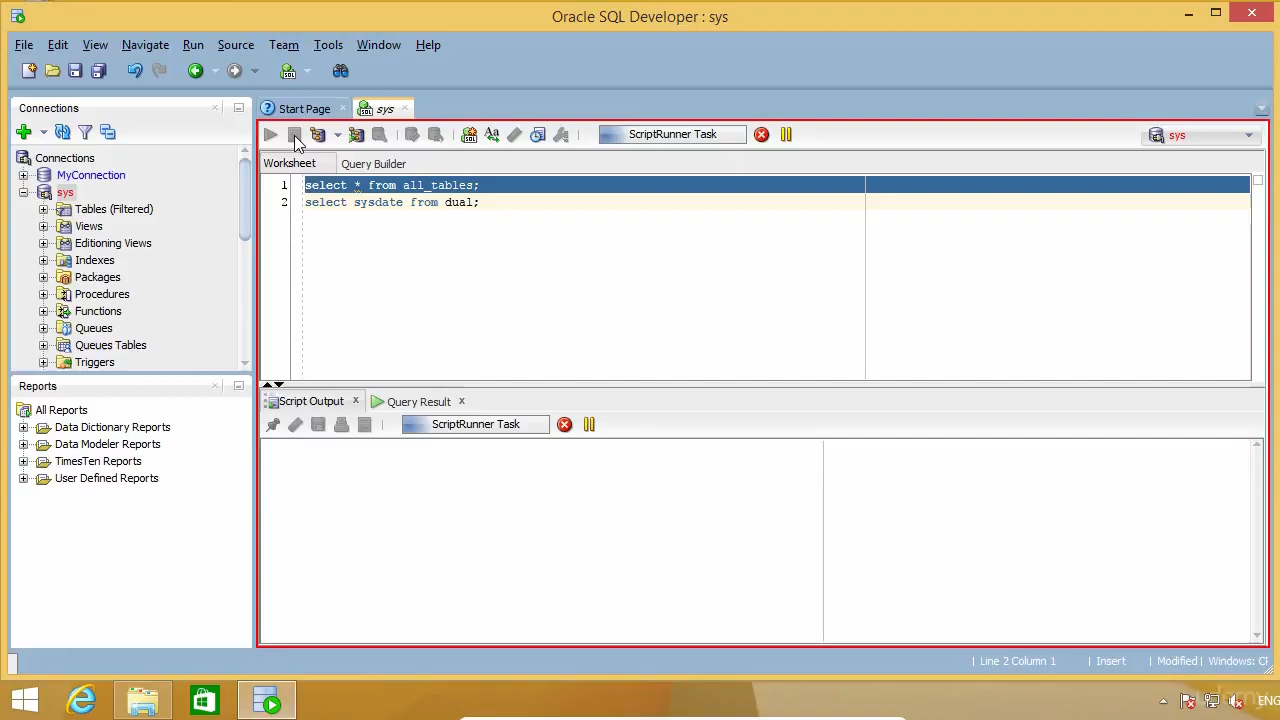 Oracle SQL Developer : sys
File Edit View Navigate Run Source Team Tools Window Help
Connections
Start Page
sys
ScriptRunner Task
sys
Connections
MyConnection
sys
Tables (Filtered)
Views
Editioning Views
Indexes
Packages
Procedures
Functions
Queues
Queues Tables
Triggers
Worksheet Query Builder
1 select * from all_tables;
2 select sysdate from dual;
Script Output
Query Result
ScriptRunner Task
Reports
All Reports
Data Dictionary Reports
Data Modeler Reports
TimesTen Reports
User Defined Reports
Line 2 Column 1 Insert Modified Windows:
ENG